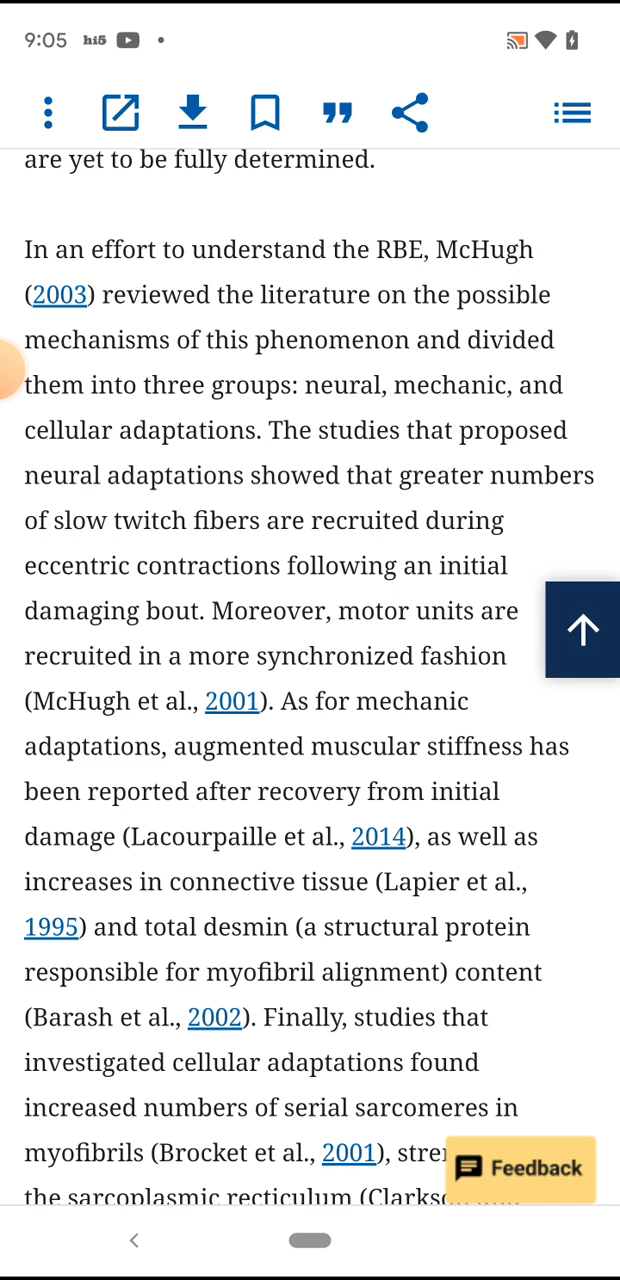 9:05 hi5
are yet to be fully determined.
In an effort to understand the RBE, McHugh
(2003) reviewed the literature on the possible
mechanisms of this phenomenon and divided
them into three groups: neural, mechanic, and
cellular adaptations. The studies that proposed
neural adaptations showed that greater numbers
of slow twitch fibers are recruited during
eccentric contractions following an initial
damaging bout. Moreover, motor units are
recruited in a more synchronized fashion
(McHugh et al., 2001). As for mechanic
adaptations, augmented muscular stiffness has
been reported after recovery from initial
damage (Lacourpaille et al., 2014), as well as
increases in connective tissue (Lapier et al.,
1995) and total desmin (a structural protein
responsible for myofibril alignment) content
(Barash et al., 2002). Finally, studies that
investigated cellular adaptations found
increased numbers of serial sarcomeres in
myofibrils (Brocket et al., 2001),
Feedback
the sarcoplasmic recticulum